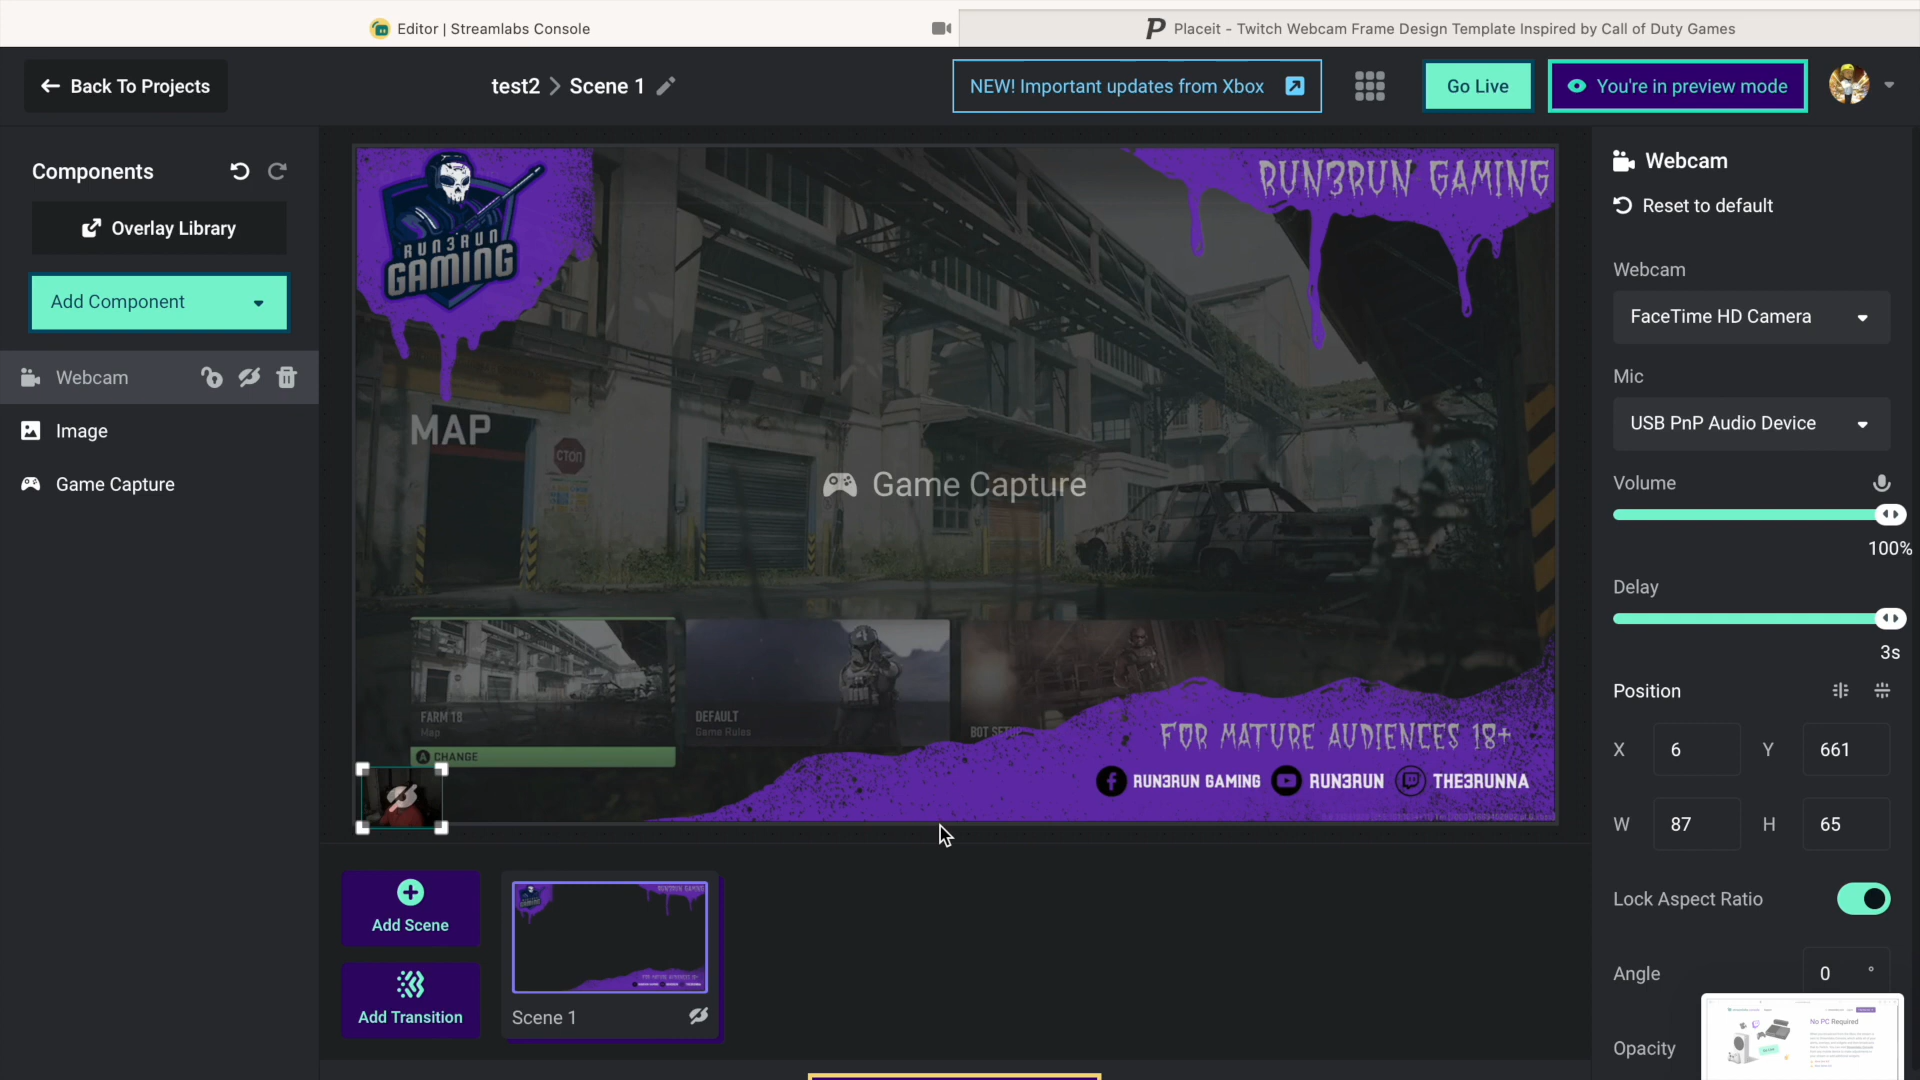 Editor | Streamlabs Console
Placeit - Twitch Webcam Frame Design Template Inspired by Call of Duty Games
Back To Projects
test2 > Scene 1
NEW! Important updates from Xbox
Go Live
You're in preview mode
Components
Overlay Library
Add Component
Webcam
Image
Game Capture
RUN3RUN
GAMING
RUN3RUN GAMING
MAP
СТОП
Game Capture
FARM 18
Map
DEFAULT
Game Rules
BOT SETUP
A CHANGE
FOR MATURE AUDIENCES 18+
RUN3RUN GAMING RUN3RUN THE3RUNNA
Add Scene
Add Transition
Scene 1
Webcam
Reset to default
Webcam
FaceTime HD Camera
Mic
USB PnP Audio Device
Volume
100%
Delay
3s
Position
X 6 Y 661
W 87 H 65
Lock Aspect Ratio
Angle 0 °
Opacity
No PC Required